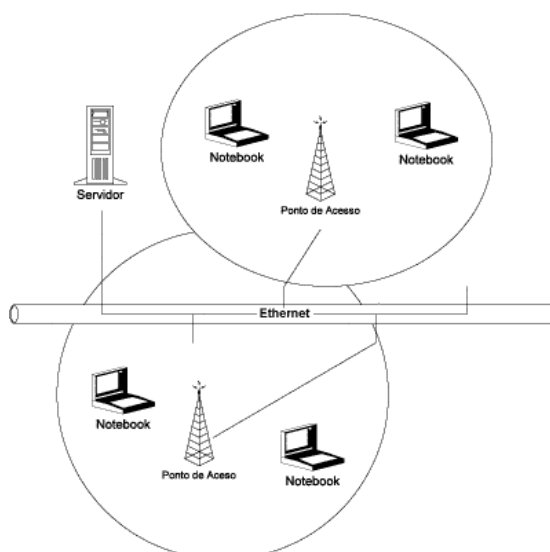 Notebook
Notebook
Servidor
Ponto de Acesso
Ethernet
Notebook
Ponto de Aceso
Notebook